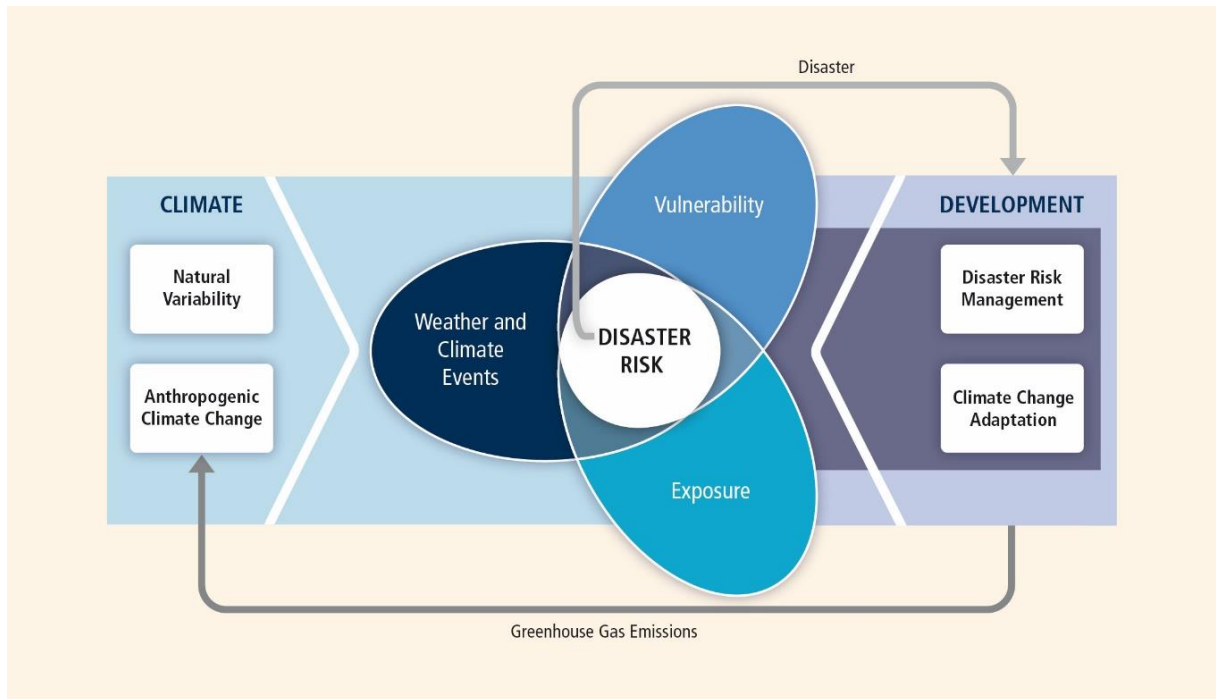 Disaster
CLIMATE
Natural
Variability
Anthropogenic
Climate Change
Weather and
Climate
Events
Vulnerability
DISASTER
RISK
Exposure
DEVELOPMENT
Disaster Risk
Management
Climate Change
Adaptation
Greenhouse Gas Emissions